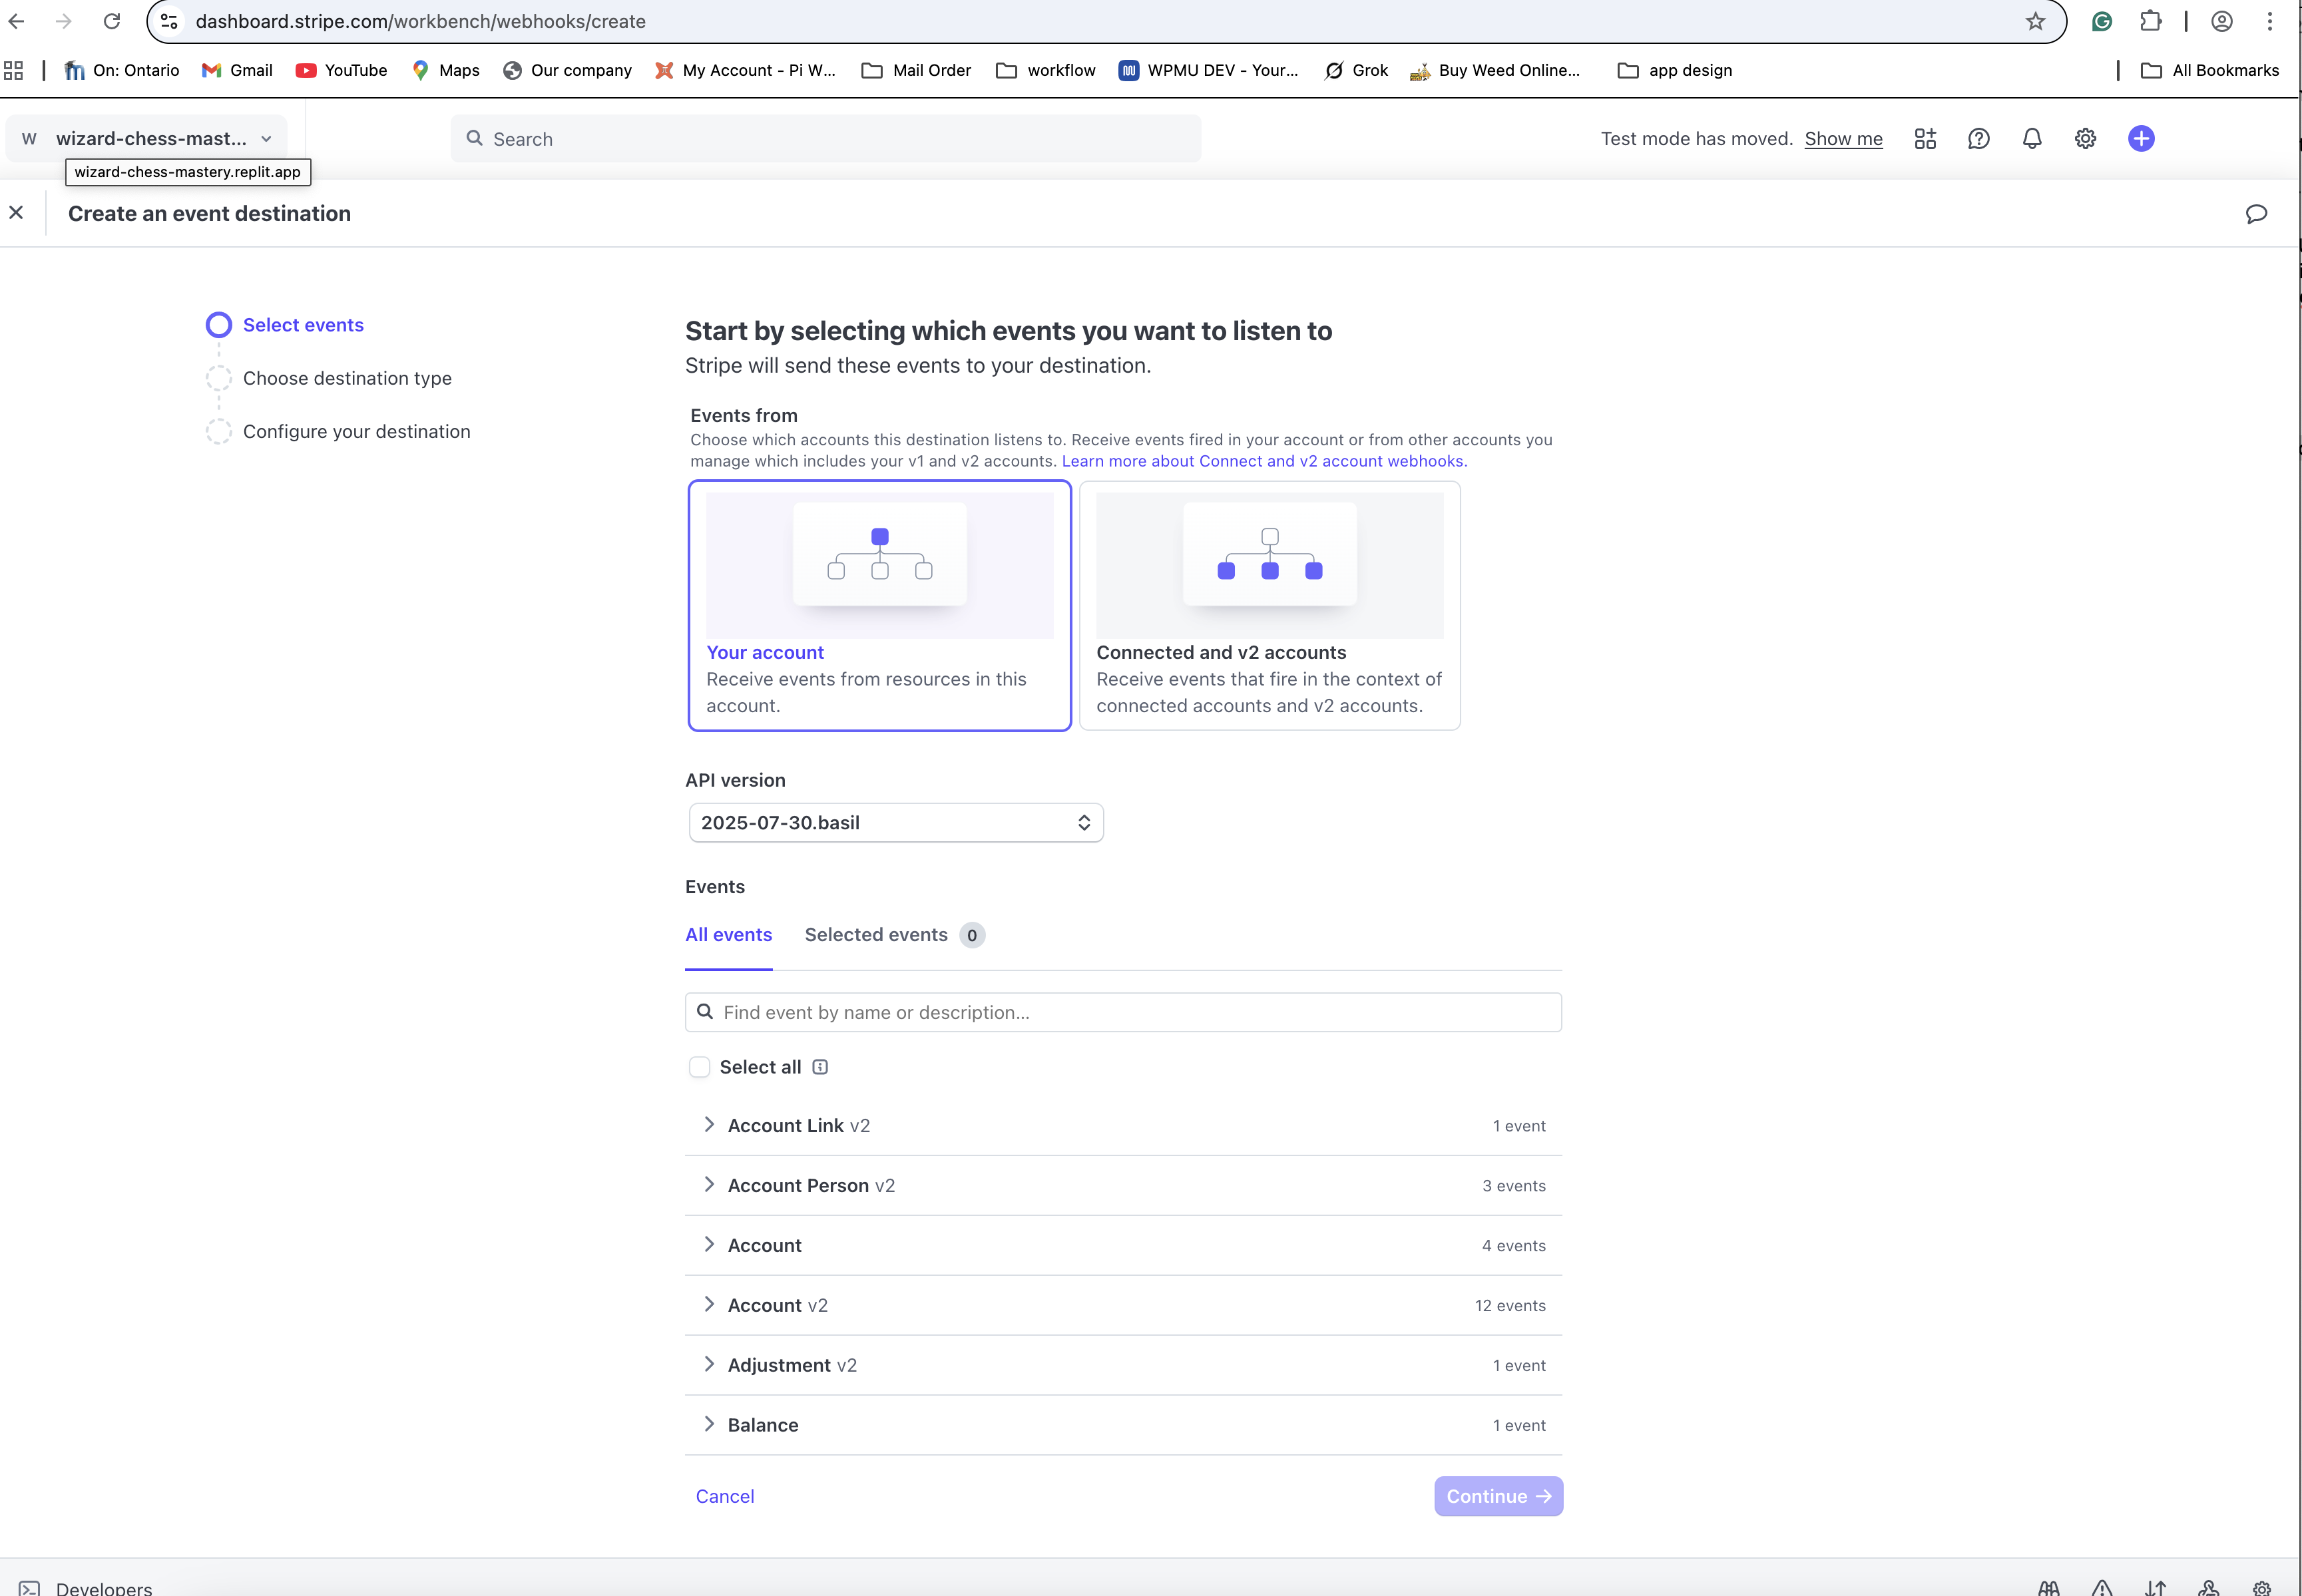 dashboard.stripe.com/workbench/webhooks/create
On: Ontario
Gmail
YouTube
Maps
Our company
My Account - Pi W...
Mail Order
workflow
WPMU DEV - Your...
Grok
Buy Weed Online...
app design
All Bookmarks
W
wizard-chess-mast...
Search
Test mode has moved. Show me
wizard-chess-mastery.replit.app
Create an event destination
Select events
Choose destination type
Configure your destination
Start by selecting which events you want to listen to
Stripe will send these events to your destination.
Events from
Choose which accounts this destination listens to. Receive events fired in your account or from other accounts you
manage which includes your v1 and v2 accounts. Learn more about Connect and v2 account webhooks.
Your account
Receive events from resources in this
account.
Connected and v2 accounts
Receive events that fire in the context of
connected accounts and v2 accounts.
API version
2025-07-30.basil
Events
All events
Selected events 0
Find event by name or description...
Select all
Account Link v2 1 event
Account Person v2 3 events
Account 4 events
Account v2 12 events
Adjustment v2 1 event
Balance 1 event
Cancel
Continue →
Developers